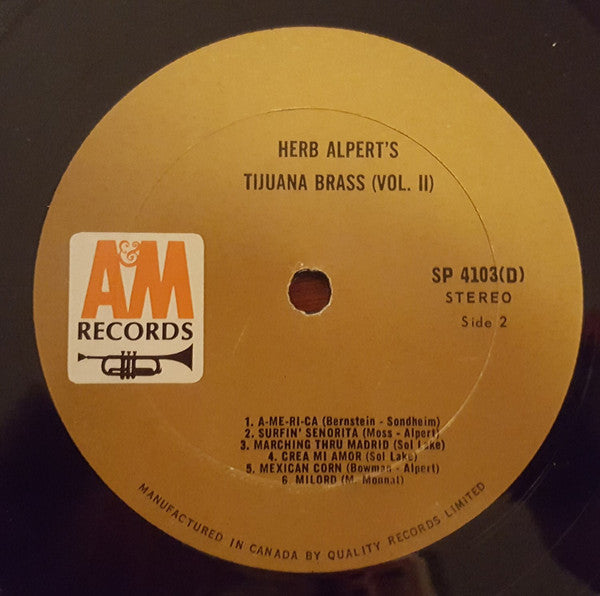 HERB ALPERT'S
TIJUANA BRASS (VOL. II)
A&M
RECORDS
SP 4103(D)
STEREO
Side 2
1. A-ME-RI-CA (Bernstein - Sondheim)
2. SURFIN' SENORITA (Moss - Alpert)
3. MARCHING THRU MADRID (Sol Lake)
4. CREA MI AMOR (Sol Lake)
5. MEXICAN CORN (Bowman - Alpert)
6. MILORD (M. Monnot)
MANUFACTURED IN CANADA BY QUALITY RECORDS LIMITED